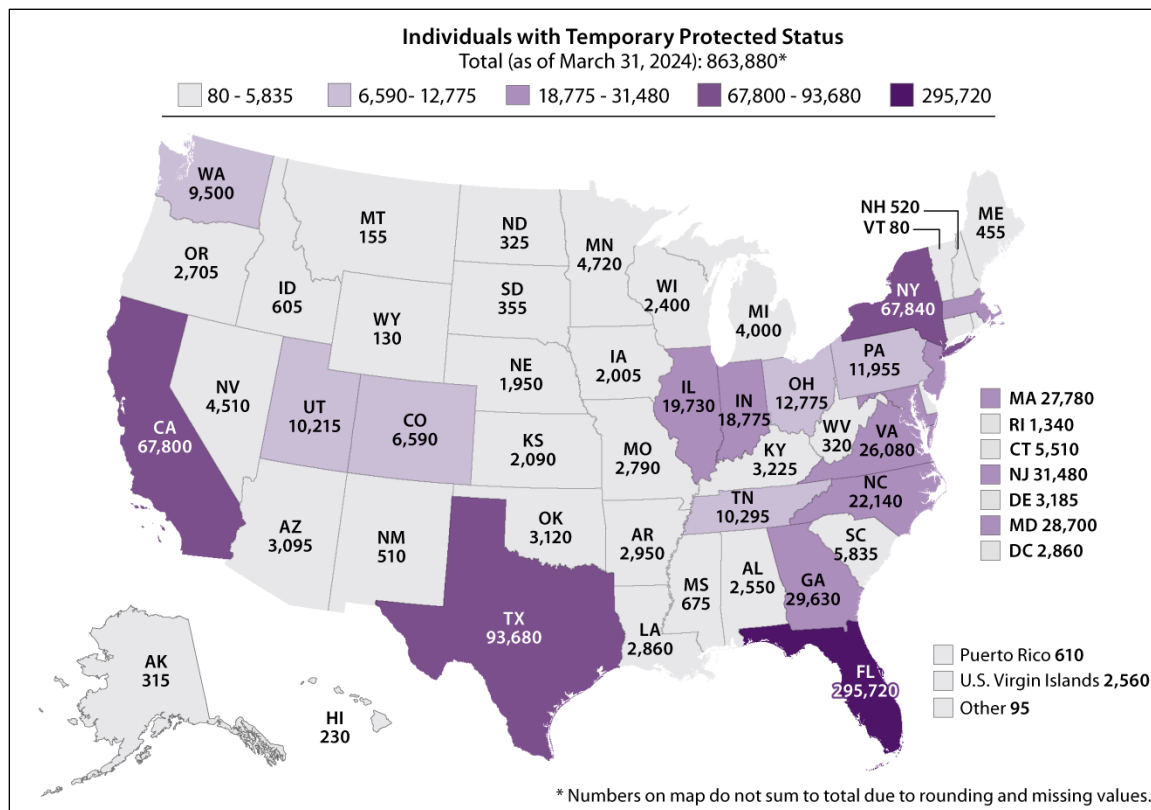 Individuals with Temporary Protected Status
Total (as of March 31, 2024): 863,880*
80 - 5,835
6,590- 12,775
18,775 - 31,480
67,800 - 93,680
295,720
WA
9,500
MT
155
ND
325
MN
4,720
NH 520
VT 80
ME
455
OR
2,705
ID
605
SD
355
WI
2,400
MI
4,000
NY
67,840
WY
130
IA
2,005
PA
11,955
NE
1,950
NV
4,510
UT
10,215
CO
6,590
IL
19,730
IN
18,775
OH
12,775
CA
67,800
KS
2,090
MO
2,790
KY
3,225
WV
320
VA
26,080
MA 27,780
RI 1,340
CT 5,510
NJ 31,480
DE 3,185
MD 28,700
DC 2,860
TN
10,295
NC
22,140
AZ
3,095
NM
510
OK
3,120
AR
2,950
SC
5,835
MS
675
AL
2,550
GA
29,630
TX
93,680
LA
2,860
FL
295,720
AK
315
HI
230
Puerto Rico 610
U.S. Virgin Islands 2,560
Other 95
* Numbers on map do not sum to total due to rounding and missing values.